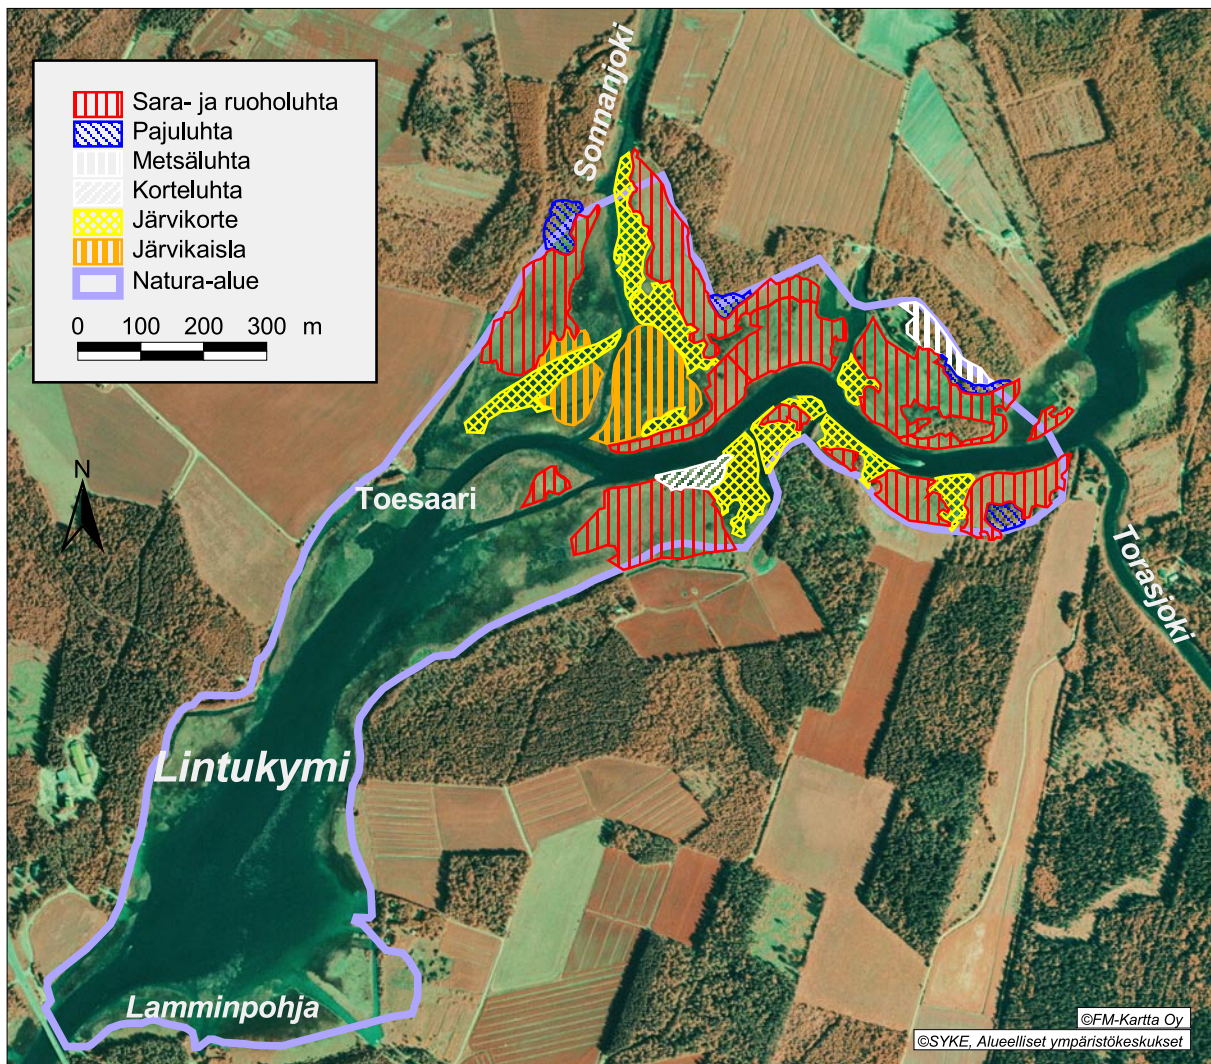 Sara- ja ruoholuhta
Pajuluhta
Metsäluhta
Korteluhta
Järvikorte
Järvikaisla
Natura-alue
0 100 200 300 m
Sonnanjoki
N
Toesaari
Torasjoki
Lintukymi
Lamminpohja
©FM-Kartta Oy
©SYKE, Alueelliset ympäristökeskukset